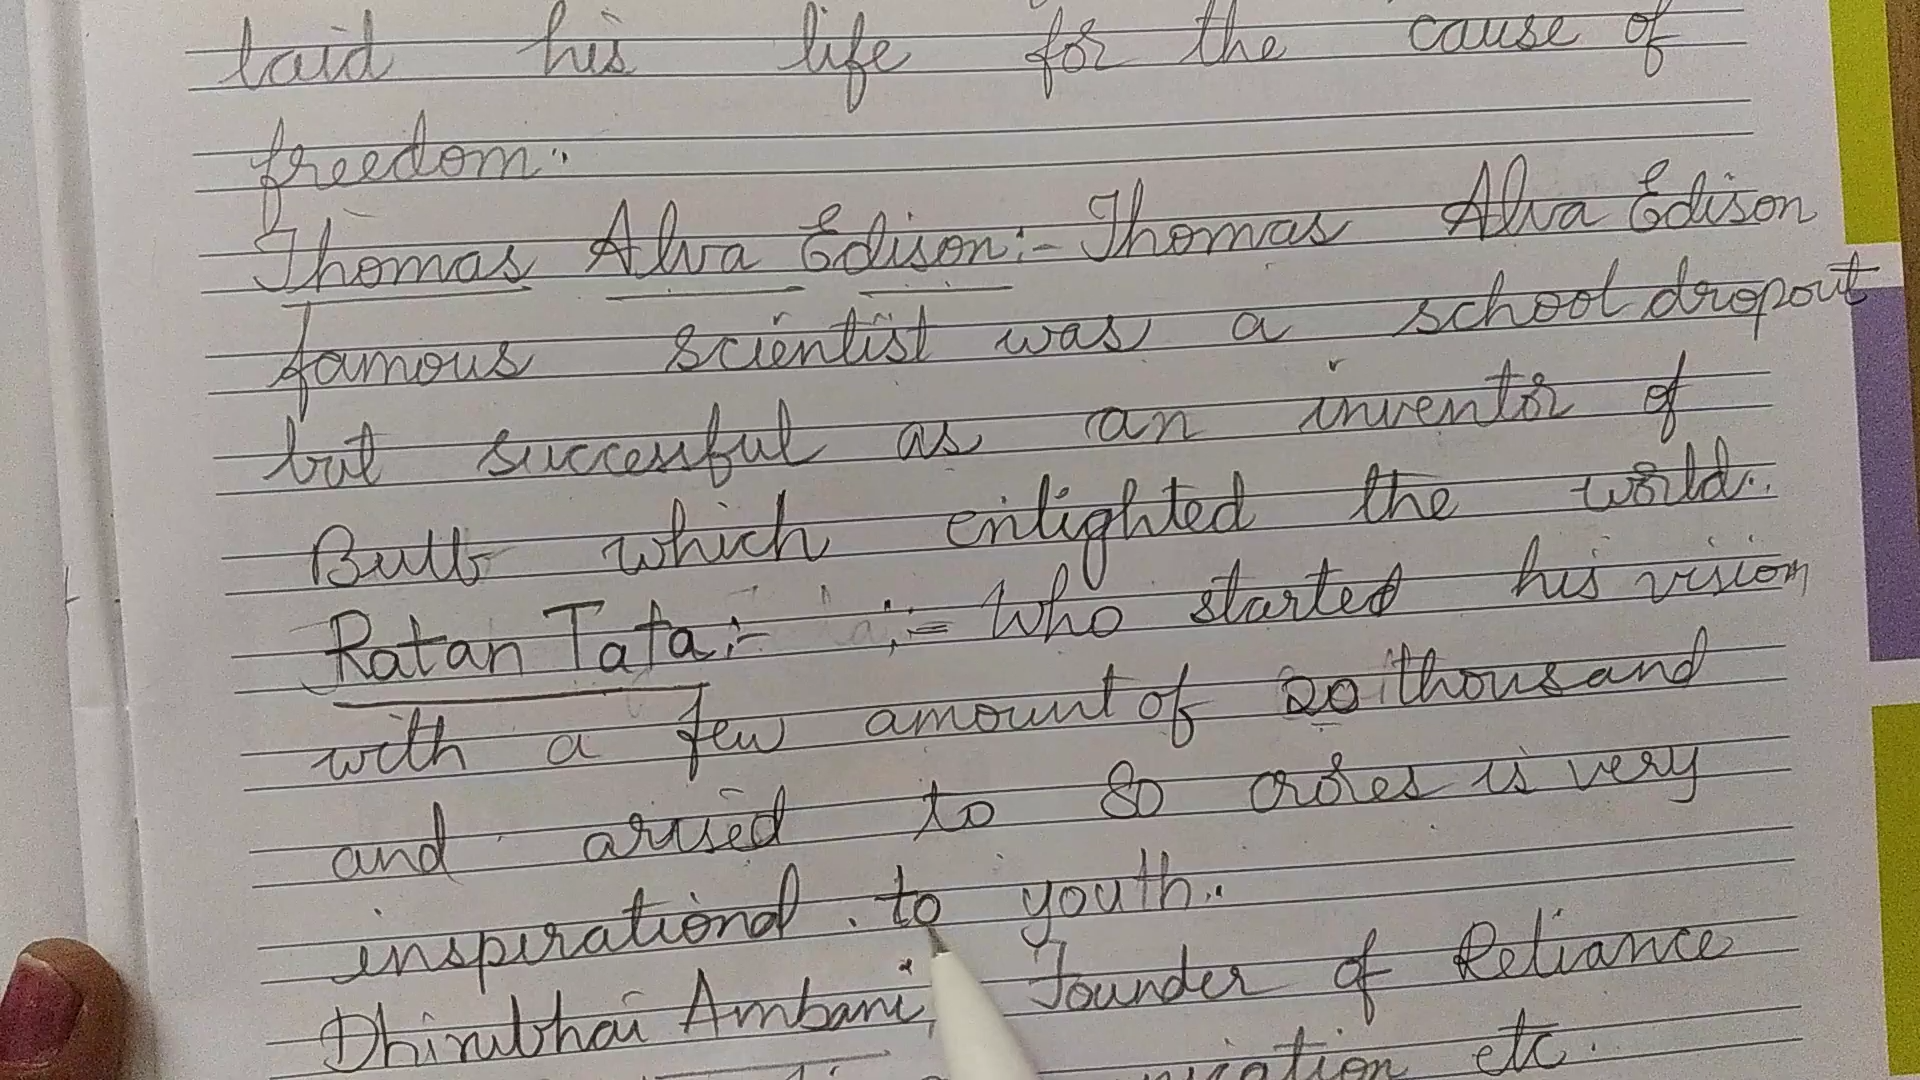 laid his life for the cause of
freedom.
Thomas Alva Edison:- Thomas Alva Edison
famous scientist was a school dropout
but successful as an inventor of
Bulb which enlighted the world.
Ratan Tata:- :- Who started his vision
with a few amount of 20 thousand
and arrised to 80 crores is very
inspirational to youth.
Dhirubhai Ambani, Founder of Reliance
etc.